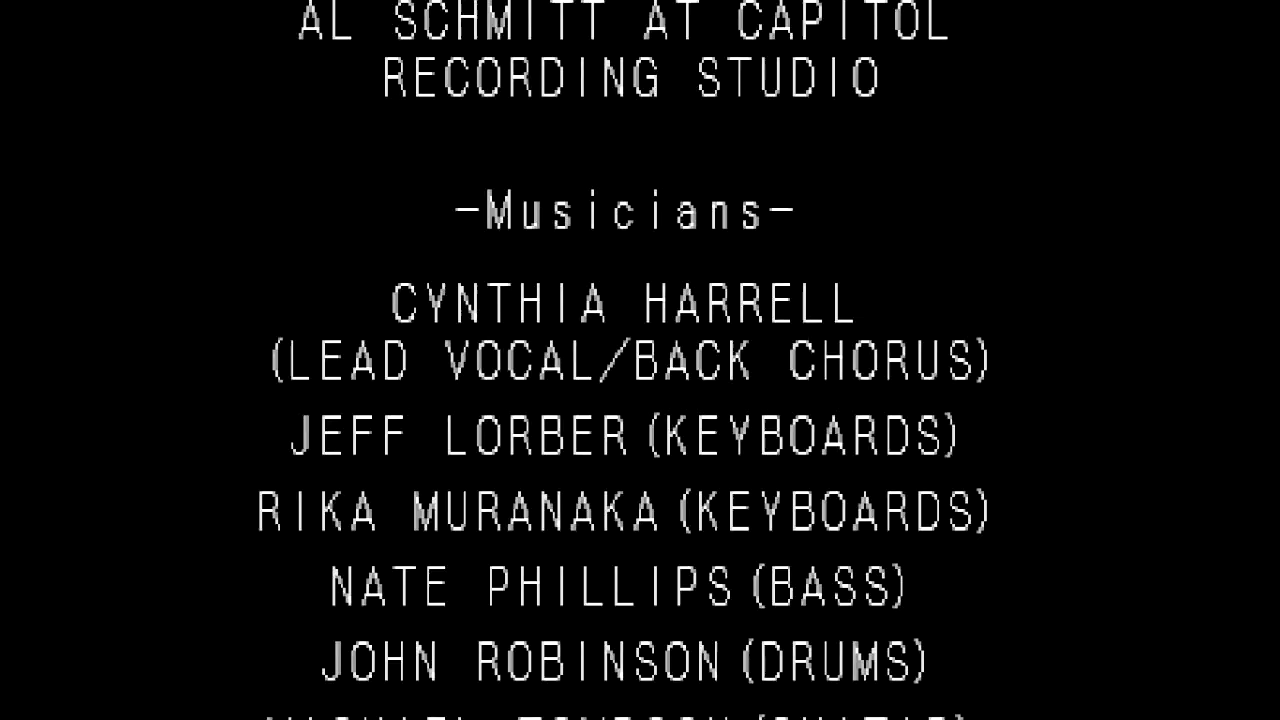 AL SCHMITT AT CAPITOL
RECORDING STUDIO
-Musicians-
CYNTHIA HARRELL
(LEAD VOCAL/BACK CHORUS)
JEFF LORBER(KEYBOARDS)
RIKA MURANAKA(KEYBOARDS)
NATE PHILLIPS(BASS)
JOHN ROBINSON(DRUMS)